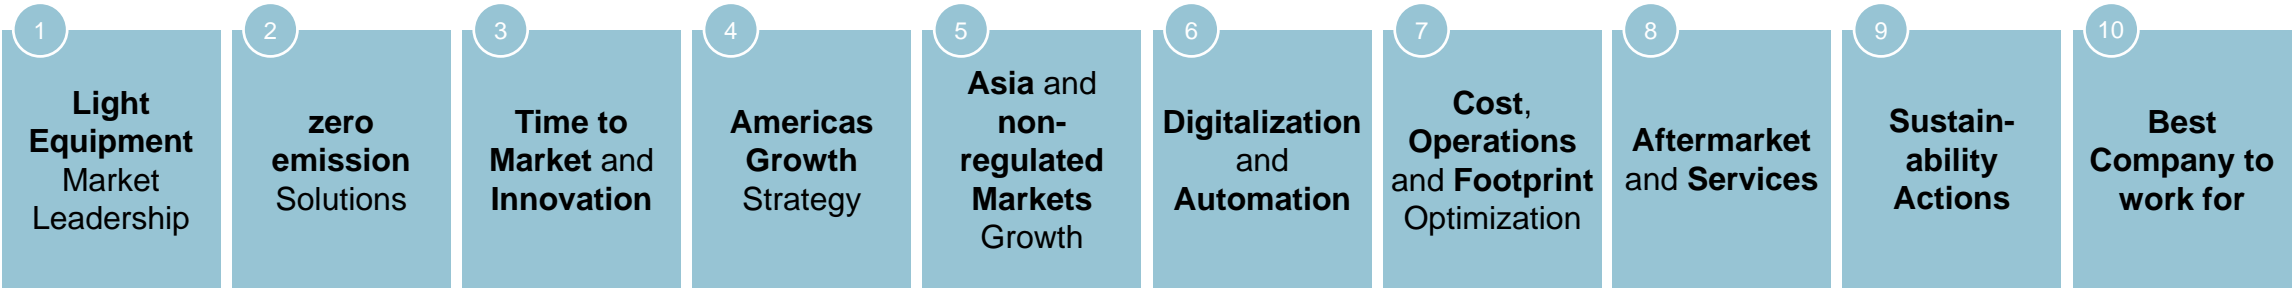 1
Light
Equipment
Market
Leadership
2
zero
emission
Solutions
3
Time to
Market and
Innovation
4
Americas
Growth
Strategy
5
Asia and
non-
regulated
Markets
Growth
6
Digitalization
and
Automation
7
Cost,
Operations
and Footprint
Optimization
8
Aftermarket
and Services
9
Sustain-
ability
Actions
10
Best
Company to
work for